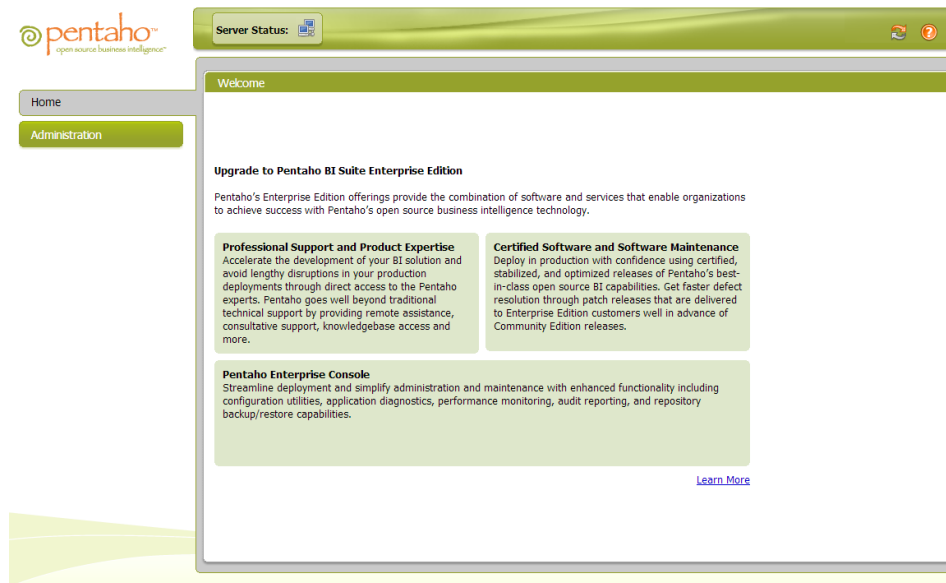 pentaho™
open source business intelligence™
Server Status:
Home
Administration
Welcome
Upgrade to Pentaho BI Suite Enterprise Edition
Pentaho's Enterprise Edition offerings provide the combination of software and services that enable organizations
to achieve success with Pentaho's open source business intelligence technology.
Professional Support and Product Expertise
Accelerate the development of your BI solution and
avoid lengthy disruptions in your production
deployments through direct access to the Pentaho
experts. Pentaho goes well beyond traditional
technical support by providing remote assistance,
consultative support, knowledgebase access and
more.
Certified Software and Software Maintenance
Deploy in production with confidence using certified,
stabilized, and optimized releases of Pentaho's best-
in-class open source BI capabilities. Get faster defect
resolution through patch releases that are delivered
to Enterprise Edition customers well in advance of
Community Edition releases.
Pentaho Enterprise Console
Streamline deployment and simplify administration and maintenance with enhanced functionality including
configuration utilities, application diagnostics, performance monitoring, audit reporting, and repository
backup/restore capabilities.
Learn More